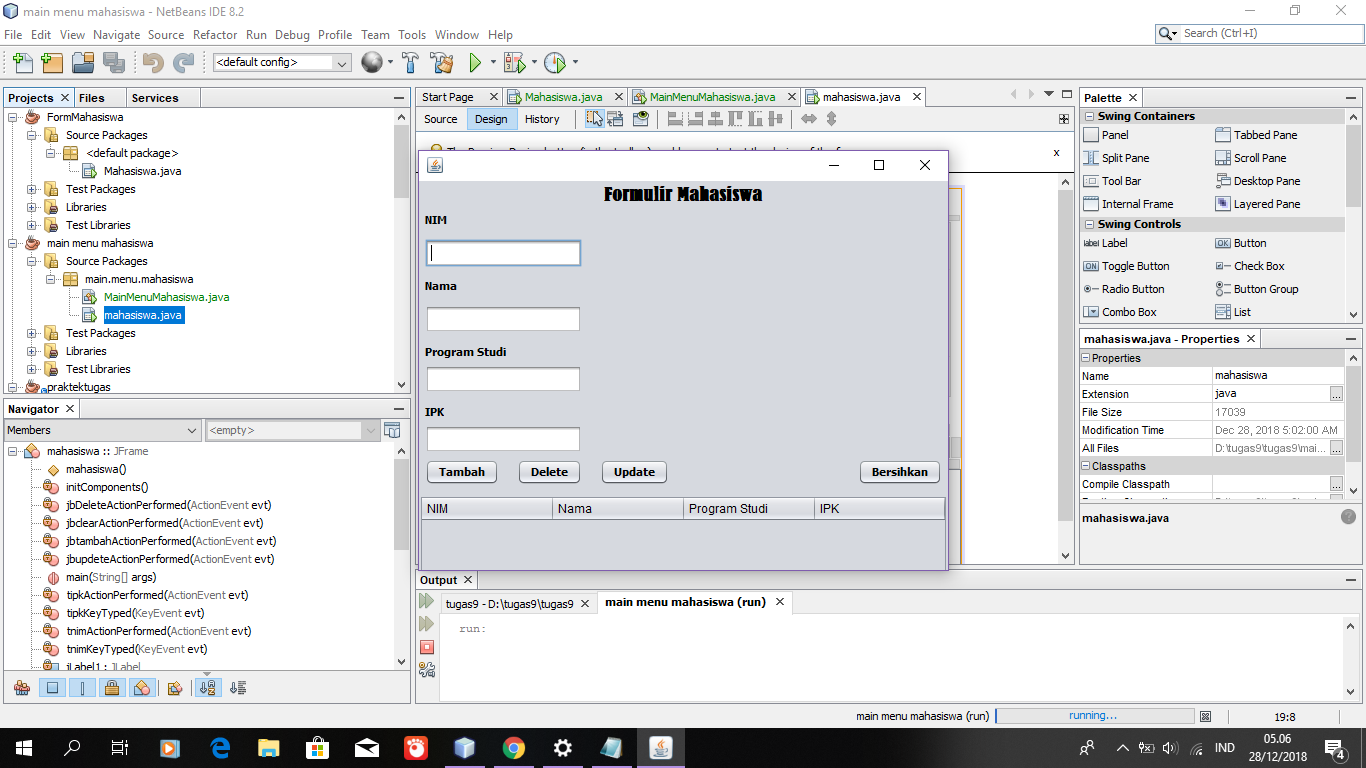 main menu mahasiswa - NetBeans IDE 8.2
File Edit View Navigate Source Refactor Run Debug Profile Team Tools Window Help
Search (Ctrl+I)
<default config>
Projects Files Services
FormMahasiswa
Source Packages
<default package>
Mahasiswa.java
Test Packages
Libraries
Test Libraries
main menu mahasiswa
Source Packages
main.menu.mahasiswa
MainMenuMahasiswa.java
mahasiswa.java
Test Packages
Libraries
Test Libraries
praktektugas
Navigator
Members <empty>
mahasiswa :: JFrame
mahasiswa()
initComponents()
jbDeleteActionPerformed(ActionEvent evt)
jbclearActionPerformed(ActionEvent evt)
jbtambahActionPerformed(ActionEvent evt)
jbupdeteActionPerformed(ActionEvent evt)
main(String[] args)
tipkActionPerformed(ActionEvent evt)
tipkKeyTyped(KeyEvent evt)
tnimActionPerformed(ActionEvent evt)
tnimKeyTyped(KeyEvent evt)
jLabel1 : JLabel
Start Page Mahasiswa.java MainMenuMahasiswa.java mahasiswa.java
Source Design History
x
Formulir Mahasiswa
NIM
Nama
Program Studi
IPK
Tambah Delete Update Bersihkan
NIM Nama Program Studi IPK
Output
tugas9 - D:\tugas9\tugas9 main menu mahasiswa (run)
run:
Palette
Swing Containers
Panel Tabbed Pane
Split Pane Scroll Pane
Tool Bar Desktop Pane
Internal Frame Layered Pane
Swing Controls
label Label OK Button
ON Toggle Button Check Box
Radio Button Button Group
Combo Box List
mahasiswa.java - Properties
Properties
Name mahasiswa
Extension java ...
File Size 17039
Modification Time Dec 28, 2018 5:02:00 AM
All Files D:\tugas9\tugas9\mai... ...
Classpaths
Compile Classpath ...
mahasiswa.java
main menu mahasiswa (run) running... 19:8
IND 05.06
28/12/2018 4